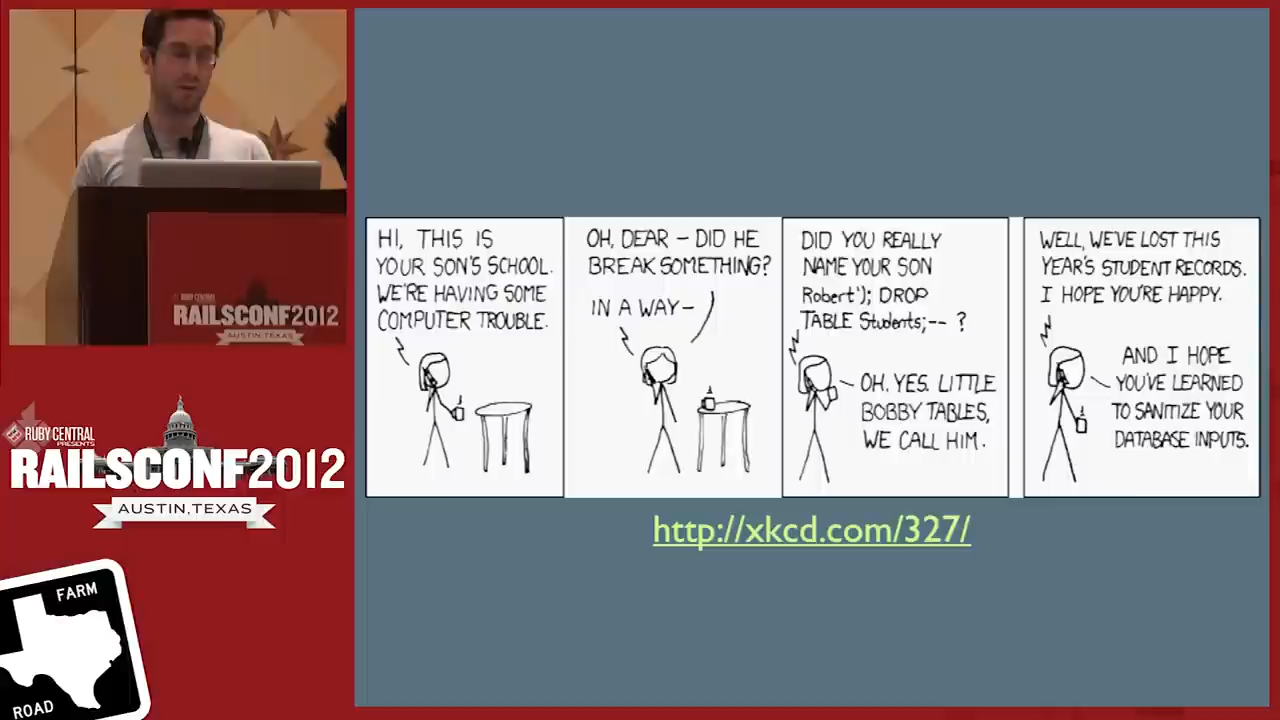 RUBY CENTRAL
RAILSCONF2012
AUSTIN, TEXAS
RUBY CENTRAL
PRESENTS
RAILSCONF2012
AUSTIN, TEXAS
FARM
ROAD
HI, THIS IS
YOUR SON'S SCHOOL.
WE'RE HAVING SOME
COMPUTER TROUBLE.
OH, DEAR – DID HE
BREAK SOMETHING?
IN A WAY–
DID YOU REALLY
NAME YOUR SON
Robert'); DROP
TABLE Students;-- ?
OH. YES. LITTLE
BOBBY TABLES,
WE CALL HIM.
WELL, WE'VE LOST THIS
YEAR'S STUDENT RECORDS.
I HOPE YOU'RE HAPPY.
AND I HOPE
YOU'VE LEARNED
TO SANITIZE YOUR
DATABASE INPUTS.
http://xkcd.com/327/